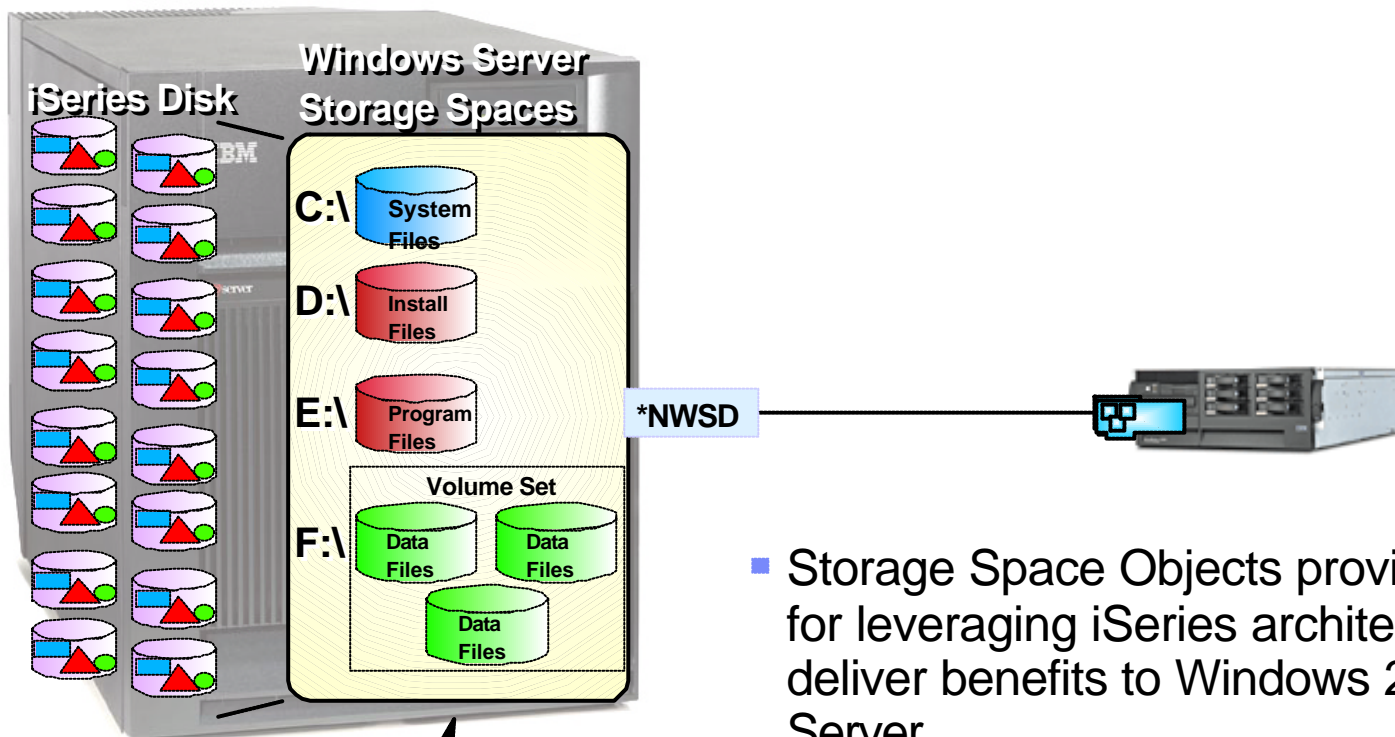 Windows Server
Storage Spaces
iSeries Disk
IBM
server
C:\
System
Files
D:\
Install
Files
E:\
Program
Files
*NWSD
Volume Set
F:\
Data
Files
Data
Files
Data
Files
Storage Space Objects provi
for leveraging iSeries archite
deliver benefits to Windows 2
Server